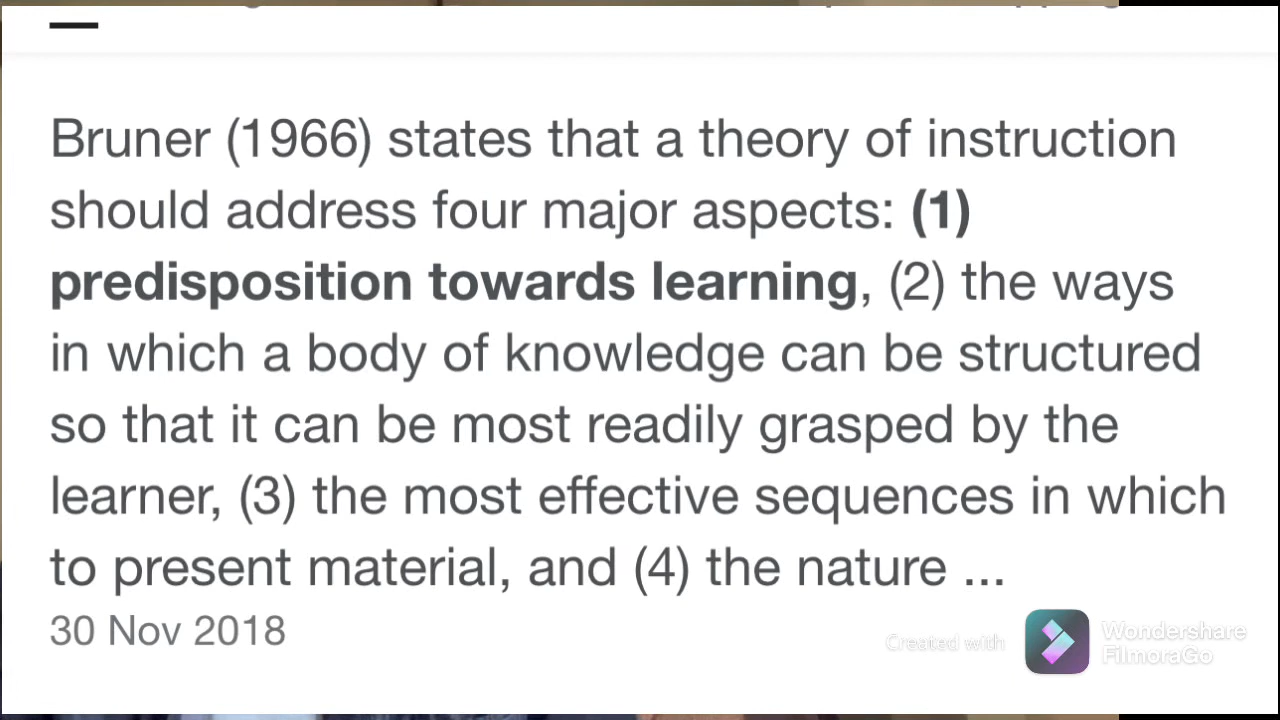 Bruner (1966) states that a theory of instruction
should address four major aspects: (1)
predisposition towards learning, (2) the ways
in which a body of knowledge can be structured
so that it can be most readily grasped by the
learner, (3) the most effective sequences in which
to present material, and (4) the nature ...
30 Nov 2018
Created with
Wondershare
FilmoraGo